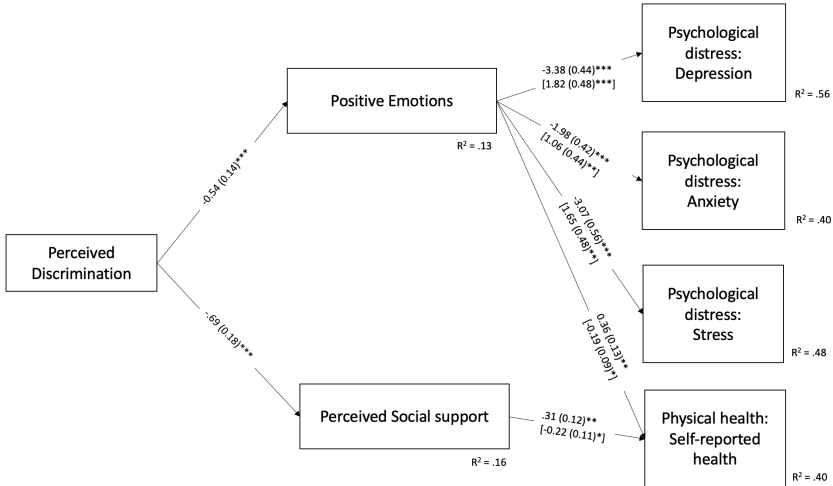 Psychological
distress:
Depression
R² = .56
-3.38 (0.44)***
[1.82 (0.48)***]
Positive Emotions
R² = .13
-1.98 (0.42)***
[1.06 (0.44)**]
Psychological
distress:
Anxiety
R² = .40
-0.54 (0.14)***
-3.07 (0.56)***
[1.65 (0.48)**]
Perceived
Discrimination
Psychological
distress:
Stress
R² = .48
-.69 (0.18)***
0.36 (0.13)**
[-0.19 (0.09)*]
Perceived Social support
R² = .16
.31 (0.12)**
[-0.22 (0.11)*]
Physical health:
Self-reported
health
R² = .40